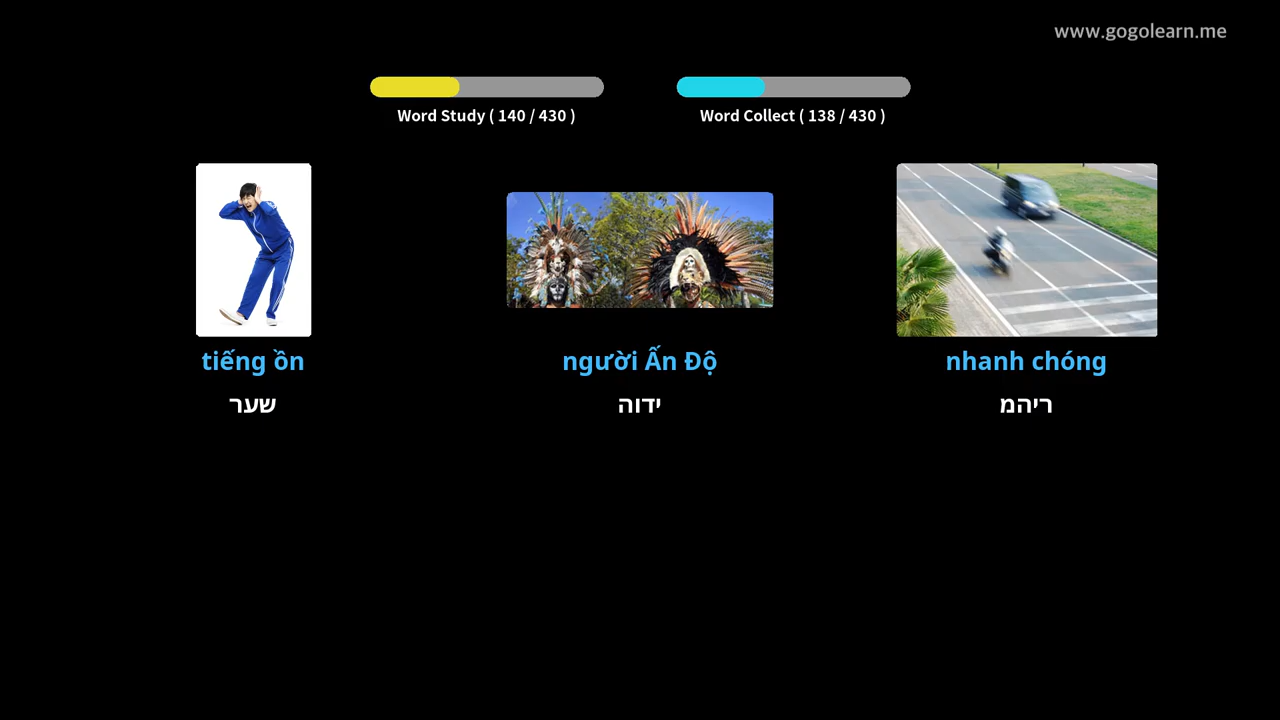 www.gogolearn.me
Word Study ( 140 / 430 )
Word Collect ( 138 / 430 )
tiếng ồn
שער
người Ấn Độ
ידוה
nhanh chóng
ריהמ